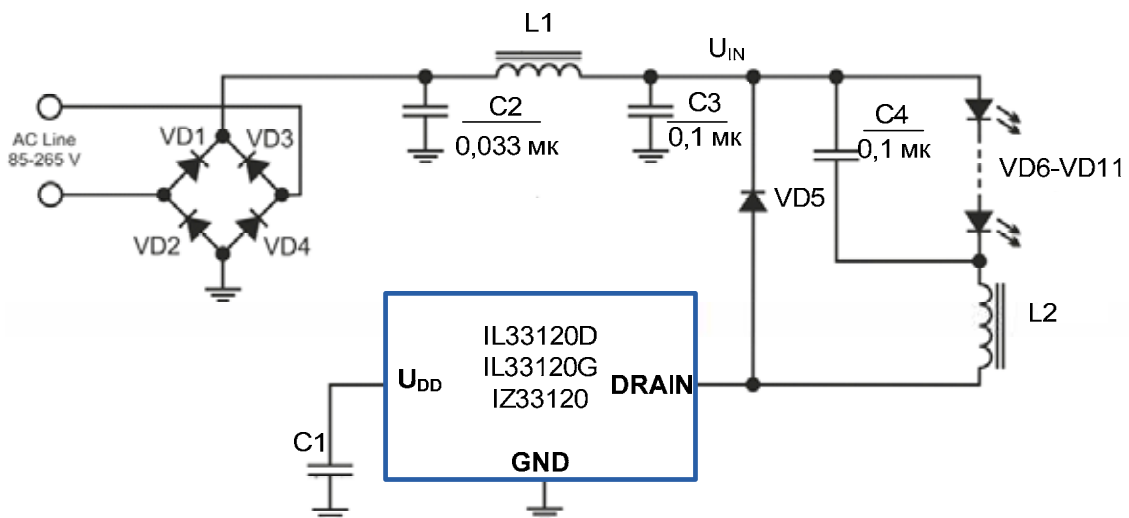 L1
U_IN
C2
0,033 мк
C3
0,1 мк
C4
0,1 мк
AC Line
85-265 V
VD1
VD3
VD2
VD4
VD5
VD6-VD11
L2
IL33120D
IL33120G
IZ33120
U_DD
DRAIN
GND
C1